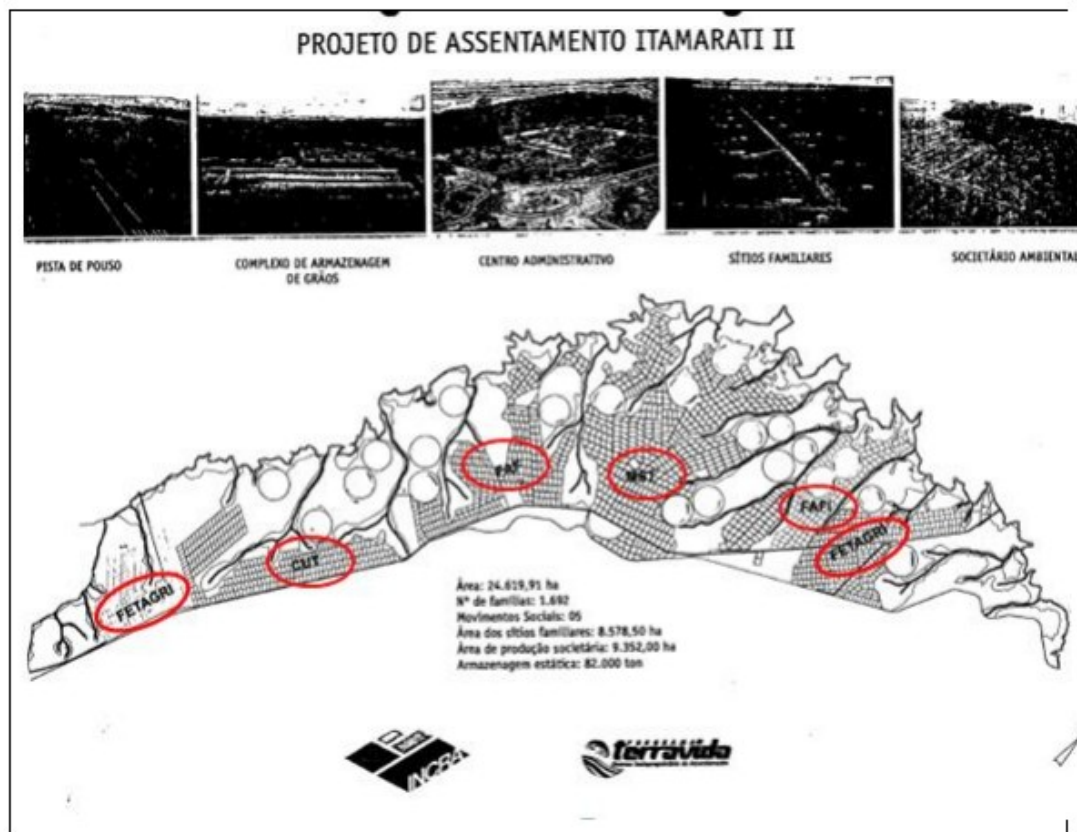 PROJETO DE ASSENTAMENTO ITAMARATI II
PISTA DE POUSO
COMPLEXO DE ARMAZENAGEM
DE GRÃOS
CENTRO ADMINISTRATIVO
SÍTIOS FAMILIARES
SOCIETÁRIO AMBIENTAL
FAF
MST
FAFI
FETAGRI
CUT
FETAGRI
Área: 24.619,91 ha
N° de famílias: 1.692
Movimentos Sociais: 05
Área dos sítios familiares: 8.578,50 ha
Área de produção societária: 9.352,00 ha
Armazenagem estática: 82.000 ton
INCRA
terravida